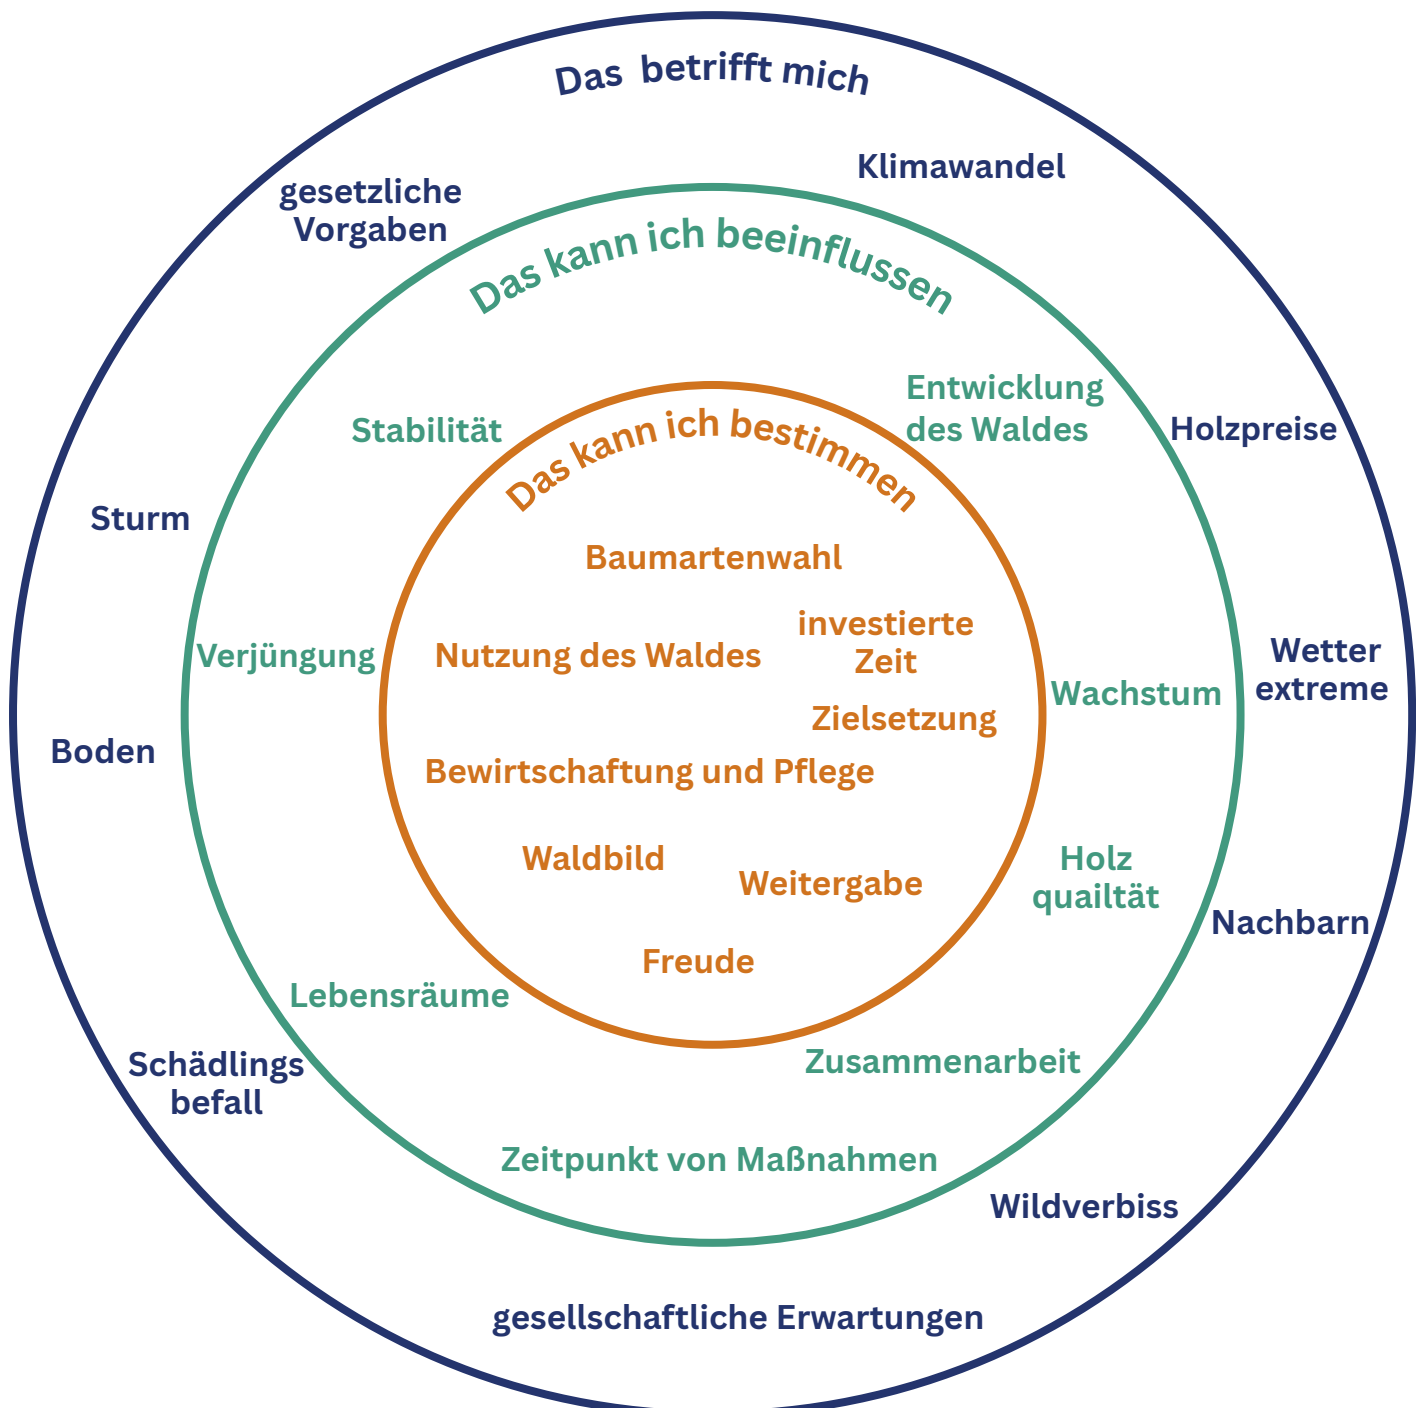 Das betrifft mich
Klimawandel
gesetzliche
Vorgaben
Das kann ich beeinflussen
Entwicklung
des Waldes
Stabilität
Holzpreise
Das kann ich bestimmen
Sturm
Baumartenwahl
investierte
Zeit
Nutzung des Waldes
Verjüngung
Wetter
extreme
Wachstum
Zielsetzung
Boden
Bewirtschaftung und Pflege
Waldbild
Holz
quailtät
Weitergabe
Nachbarn
Freude
Lebensräume
Schädlings
befall
Zusammenarbeit
Zeitpunkt von Maßnahmen
Wildverbiss
gesellschaftliche Erwartungen